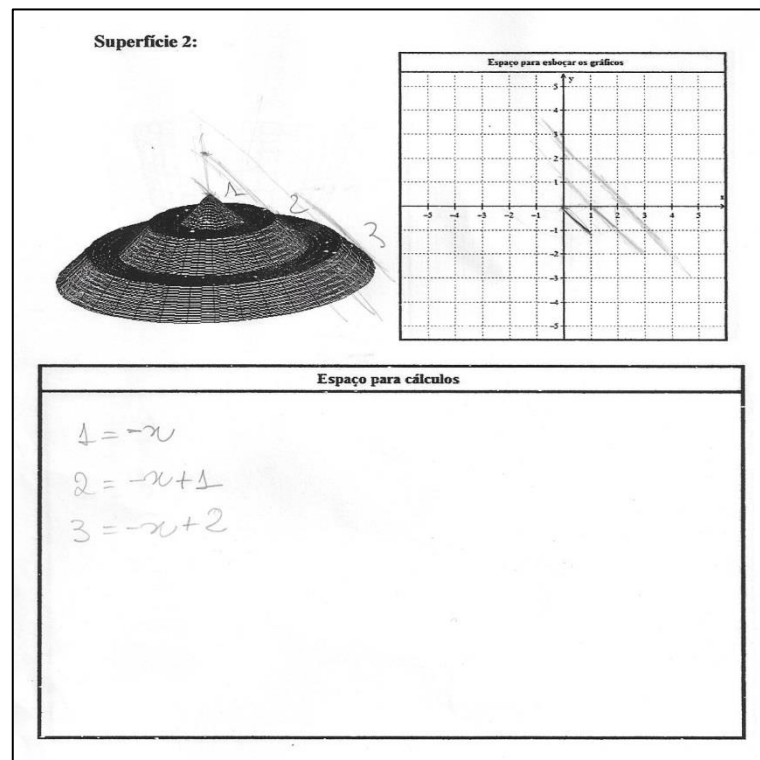 Superfície 2:
Espaço para esboçar os gráficos
y
5
4
3
2
1
x
-5 -4 -3 -2 -1 1 2 3 4 5
-1
-2
-3
-4
-5
1
2
3
Espaço para cálculos
1 = -x
2 = -x+1
3 = -x+2